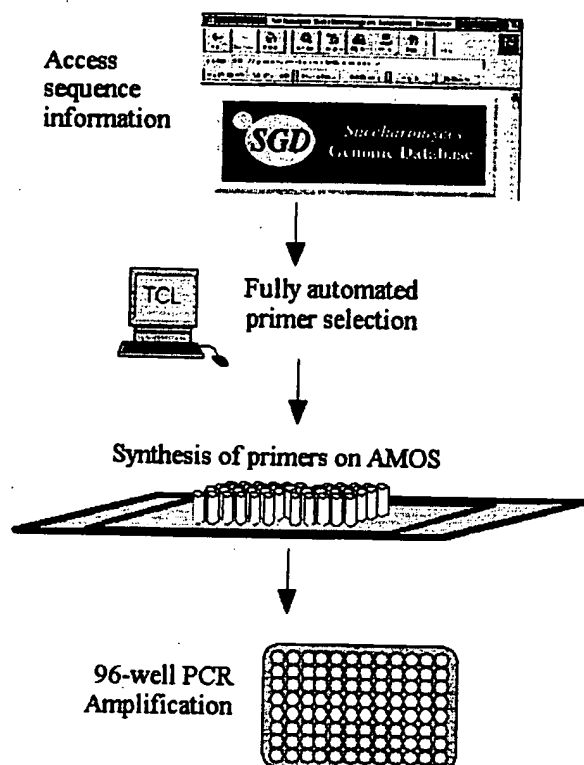 Access
sequence
information
SGD
Saccharomyces
Genomic Database
TCL
Fully automated
primer selection
Synthesis of primers on AMOS
96-well PCR
Amplification